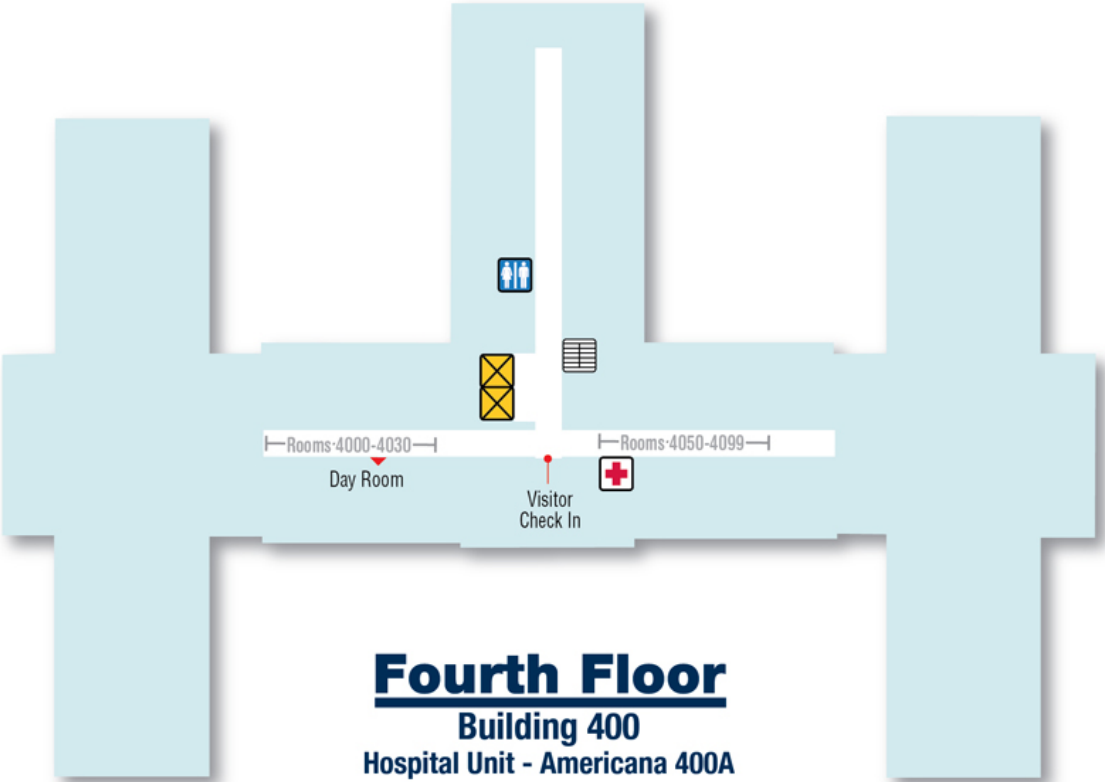 Rooms·4000-4030
Rooms·4050-4099
Day Room
Visitor
Check In
Fourth Floor
Building 400
Hospital Unit - Americana 400A